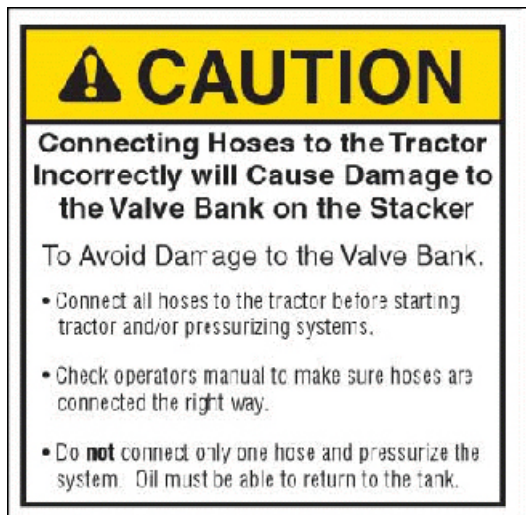 CAUTION
Connecting Hoses to the Tractor
Incorrectly will Cause Damage to
the Valve Bank on the Stacker
To Avoid Damage to the Valve Bank.
• Connect all hoses to the tractor before starting
tractor and/or pressurizing systems.
• Check operators manual to make sure hoses are
connected the right way.
• Do not connect only one hose and pressurize the
system. Oil must be able to return to the tank.